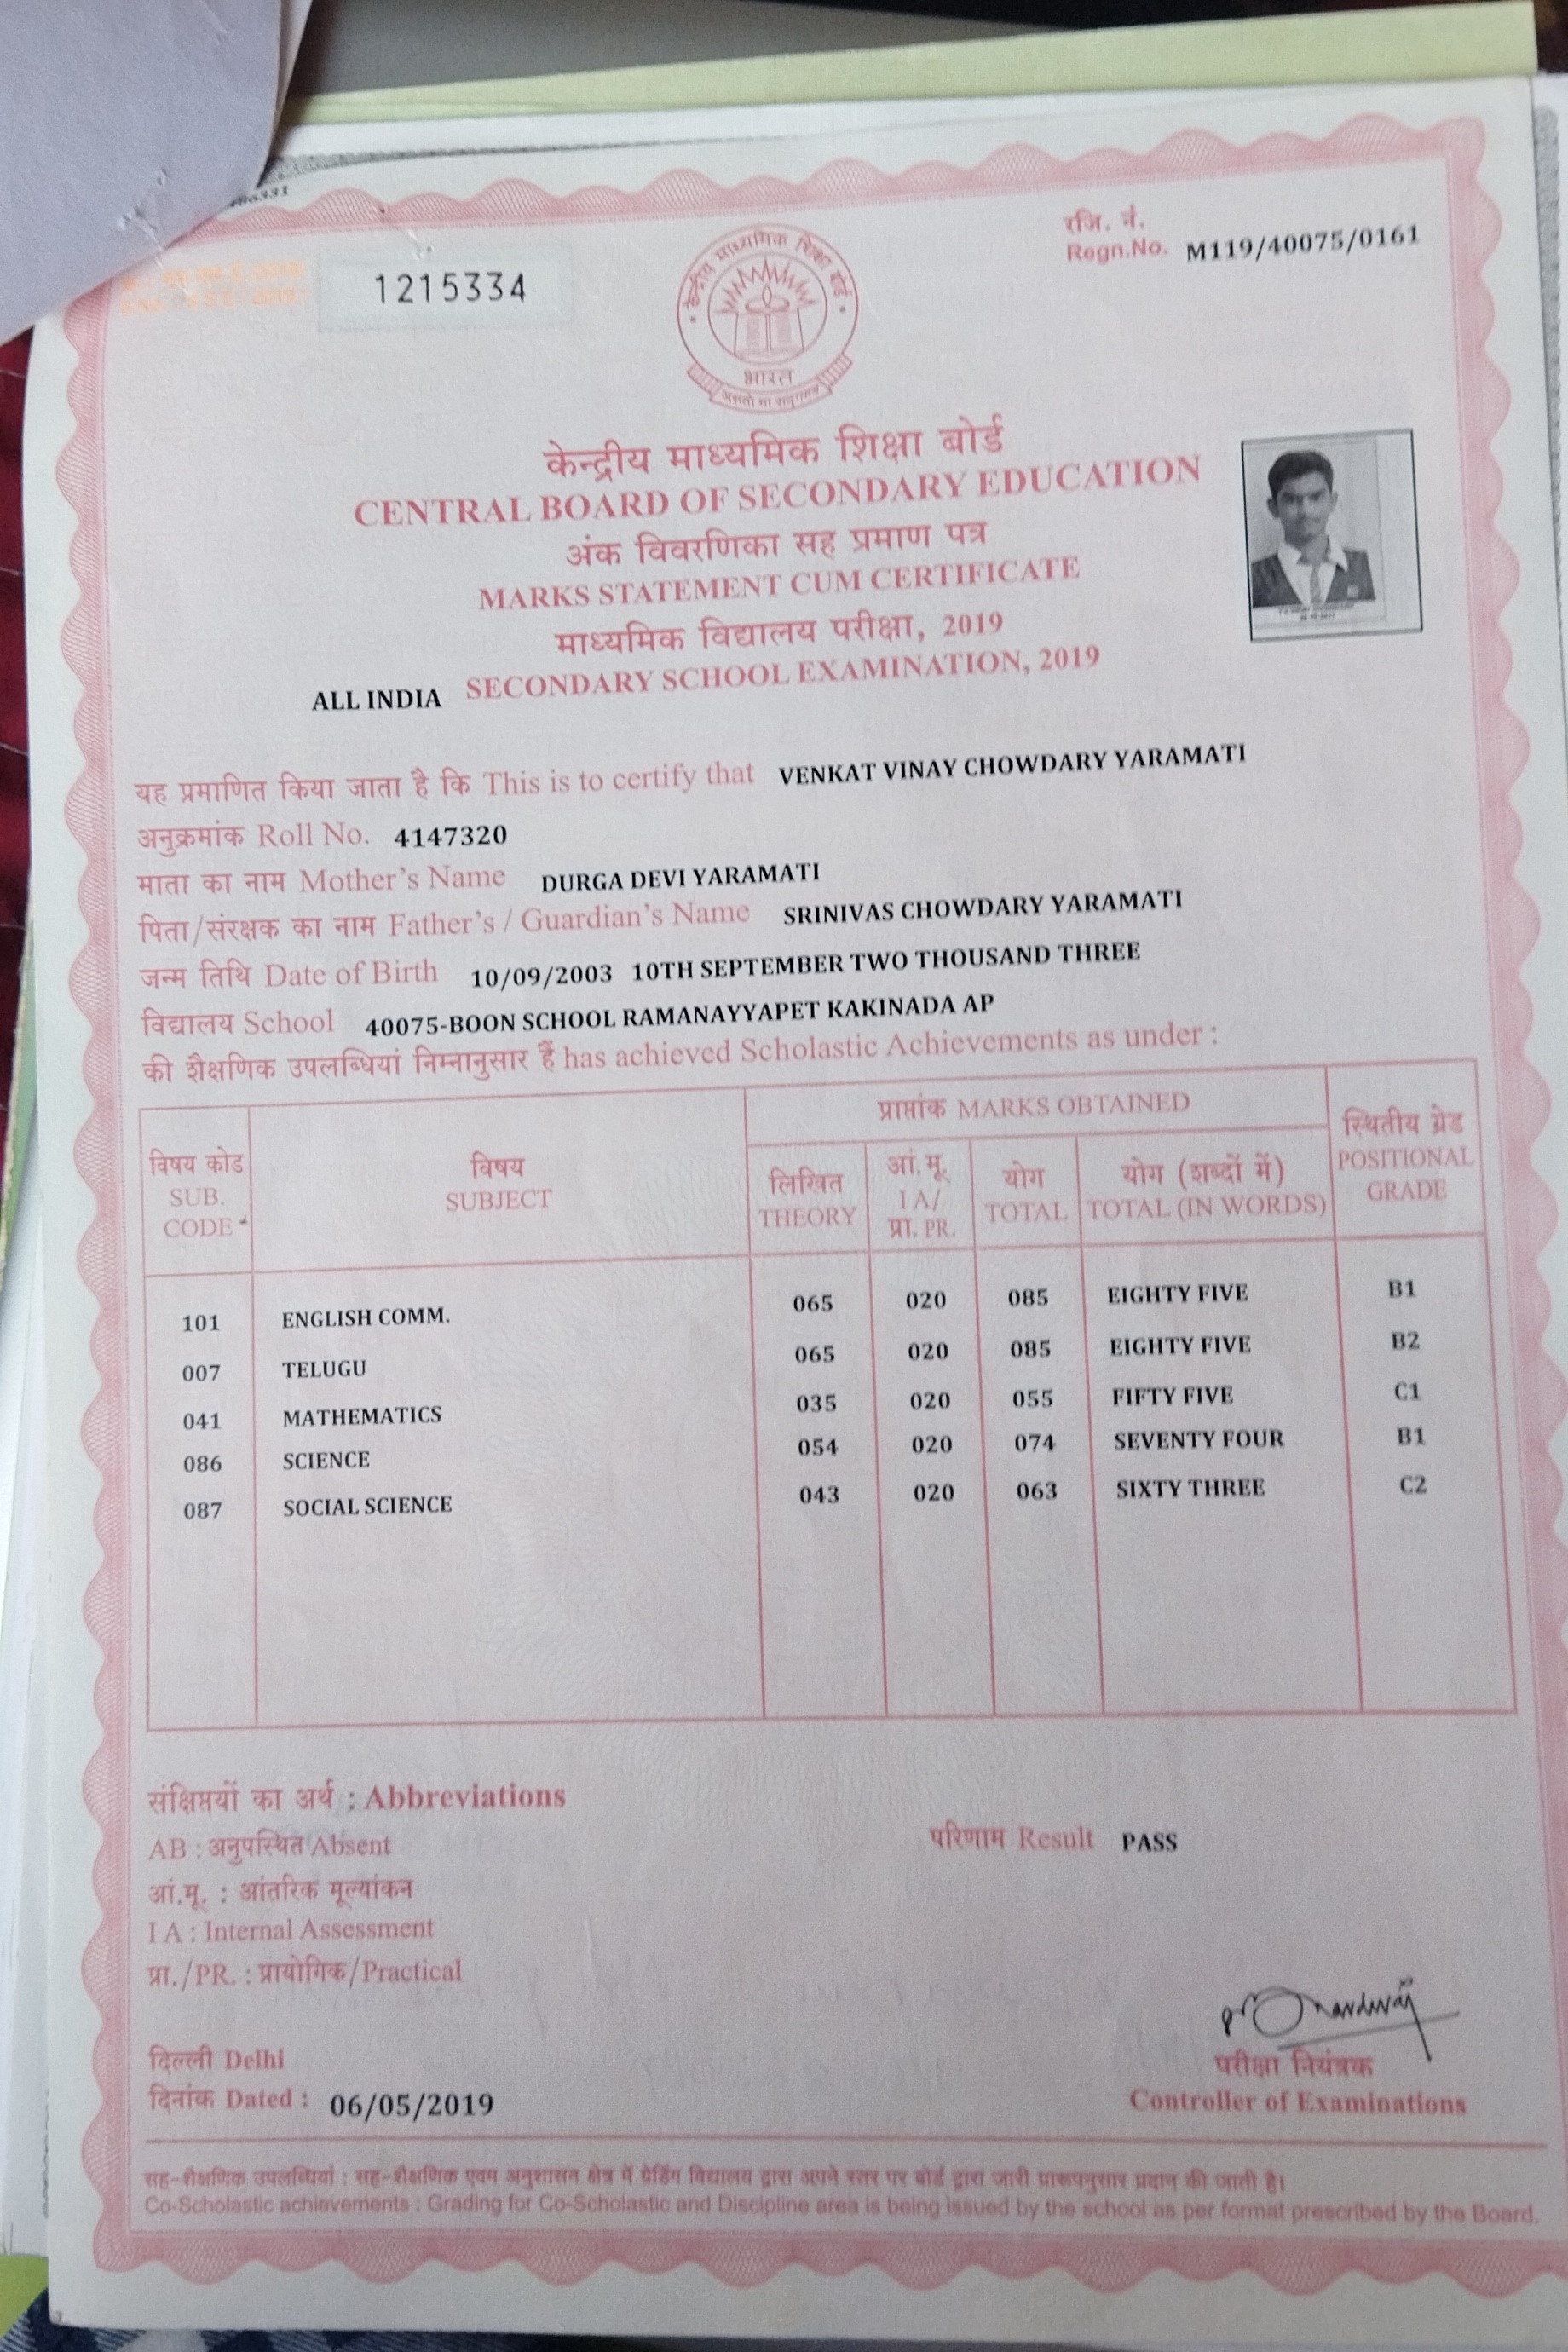 1215334
रजि. नं.
Regn.No. M119/40075/0161
केन्द्रीय माध्यमिक शिक्षा बोर्ड
भारत
असतो मा सद्गमय
केन्द्रीय माध्यमिक शिक्षा बोर्ड
CENTRAL BOARD OF SECONDARY EDUCATION
अंक विवरणिका सह प्रमाण पत्र
MARKS STATEMENT CUM CERTIFICATE
माध्यमिक विद्यालय परीक्षा, 2019
ALL INDIA SECONDARY SCHOOL EXAMINATION, 2019
यह प्रमाणित किया जाता है कि This is to certify that VENKAT VINAY CHOWDARY YARAMATI
अनुक्रमांक Roll No. 4147320
माता का नाम Mother's Name DURGA DEVI YARAMATI
पिता/संरक्षक का नाम Father's / Guardian's Name SRINIVAS CHOWDARY YARAMATI
जन्म तिथि Date of Birth 10/09/2003 10TH SEPTEMBER TWO THOUSAND THREE
विद्यालय School 40075-BOON SCHOOL RAMANAYYAPET KAKINADA AP
की शैक्षणिक उपलब्धियां निम्नानुसार हैं has achieved Scholastic Achievements as under :
विषय कोड SUB. CODE
विषय SUBJECT
प्राप्तांक MARKS OBTAINED
लिखित THEORY
आं.मू. I A/ प्रा. PR.
योग TOTAL
योग (शब्दों में) TOTAL (IN WORDS)
स्थितीय ग्रेड POSITIONAL GRADE
101 ENGLISH COMM. 065 020 085 EIGHTY FIVE B1
007 TELUGU 065 020 085 EIGHTY FIVE B2
041 MATHEMATICS 035 020 055 FIFTY FIVE C1
086 SCIENCE 054 020 074 SEVENTY FOUR B1
087 SOCIAL SCIENCE 043 020 063 SIXTY THREE C2
संक्षिप्तयों का अर्थ : Abbreviations
AB : अनुपस्थित Absent
परिणाम Result PASS
आं.मू. : आंतरिक मूल्यांकन
I A : Internal Assessment
प्रा./PR. : प्रायोगिक/Practical
दिल्ली Delhi
दिनांक Dated : 06/05/2019
परीक्षा नियंत्रक
Controller of Examinations
सह-शैक्षणिक उपलब्धियां : सह-शैक्षणिक एवम अनुशासन क्षेत्र में ग्रेडिंग विद्यालय द्वारा अपने स्तर पर बोर्ड द्वारा जारी प्रारूपनुसार प्रदान की जाती है।
Co-Scholastic achievements : Grading for Co-Scholastic and Discipline area is being issued by the school as per format prescribed by the Board.